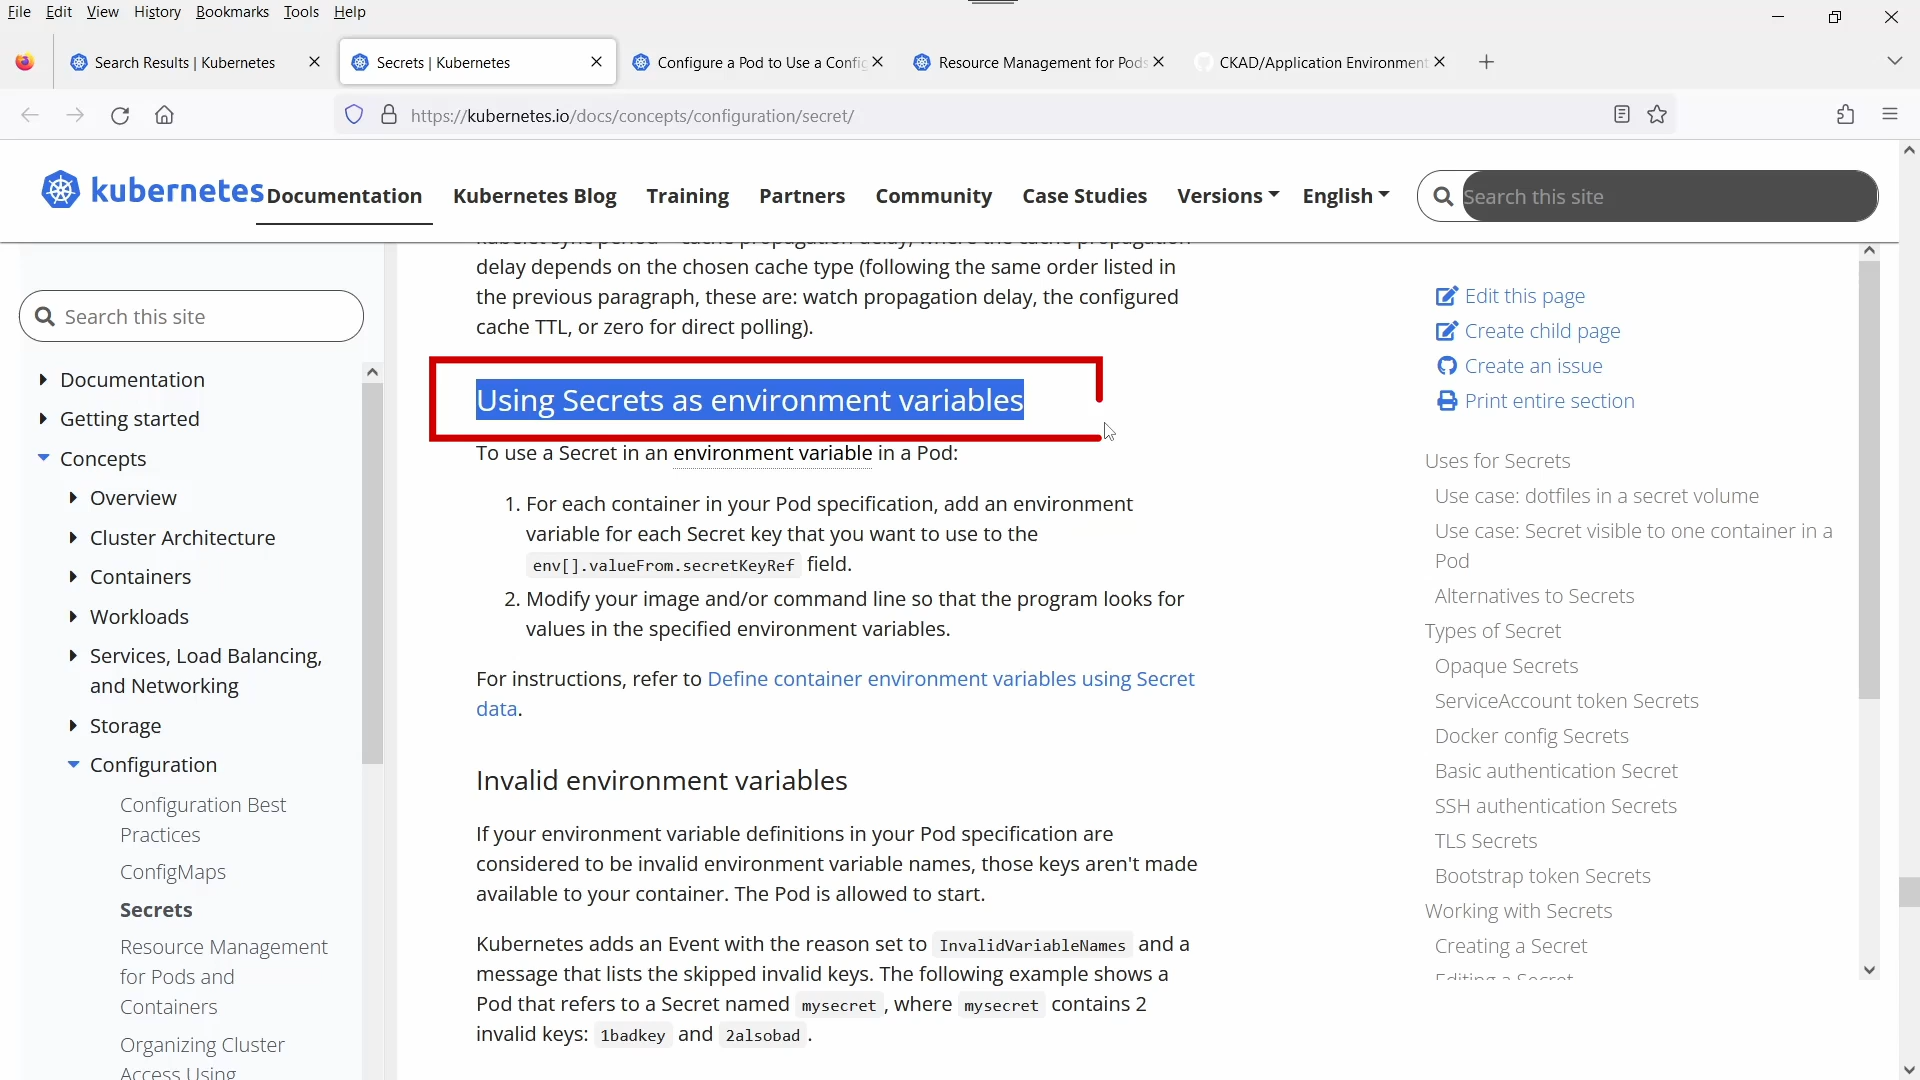 File Edit View History Bookmarks Tools Help
Search Results | Kubernetes
Secrets | Kubernetes
Configure a Pod to Use a Config
Resource Management for Pods
CKAD/Application Environment
https://kubernetes.io/docs/concepts/configuration/secret/
kubernetes
Documentation
Kubernetes Blog
Training
Partners
Community
Case Studies
Versions
English
Search this site
Search this site
Documentation
Getting started
Concepts
Overview
Cluster Architecture
Containers
Workloads
Services, Load Balancing,
and Networking
Storage
Configuration
Configuration Best
Practices
ConfigMaps
Secrets
Resource Management
for Pods and
Containers
Organizing Cluster
Access Using
delay depends on the chosen cache type (following the same order listed in
the previous paragraph, these are: watch propagation delay, the configured
cache TTL, or zero for direct polling).
Using Secrets as environment variables
To use a Secret in an environment variable in a Pod:
1. For each container in your Pod specification, add an environment
variable for each Secret key that you want to use to the
env[].valueFrom.secretKeyRef field.
2. Modify your image and/or command line so that the program looks for
values in the specified environment variables.
For instructions, refer to Define container environment variables using Secret
data.
Invalid environment variables
If your environment variable definitions in your Pod specification are
considered to be invalid environment variable names, those keys aren't made
available to your container. The Pod is allowed to start.
Kubernetes adds an Event with the reason set to InvalidVariableNames and a
message that lists the skipped invalid keys. The following example shows a
Pod that refers to a Secret named mysecret, where mysecret contains 2
invalid keys: 1badkey and 2alsobad.
Edit this page
Create child page
Create an issue
Print entire section
Uses for Secrets
Use case: dotfiles in a secret volume
Use case: Secret visible to one container in a
Pod
Alternatives to Secrets
Types of Secret
Opaque Secrets
ServiceAccount token Secrets
Docker config Secrets
Basic authentication Secret
SSH authentication Secrets
TLS Secrets
Bootstrap token Secrets
Working with Secrets
Creating a Secret
Editing a Secret